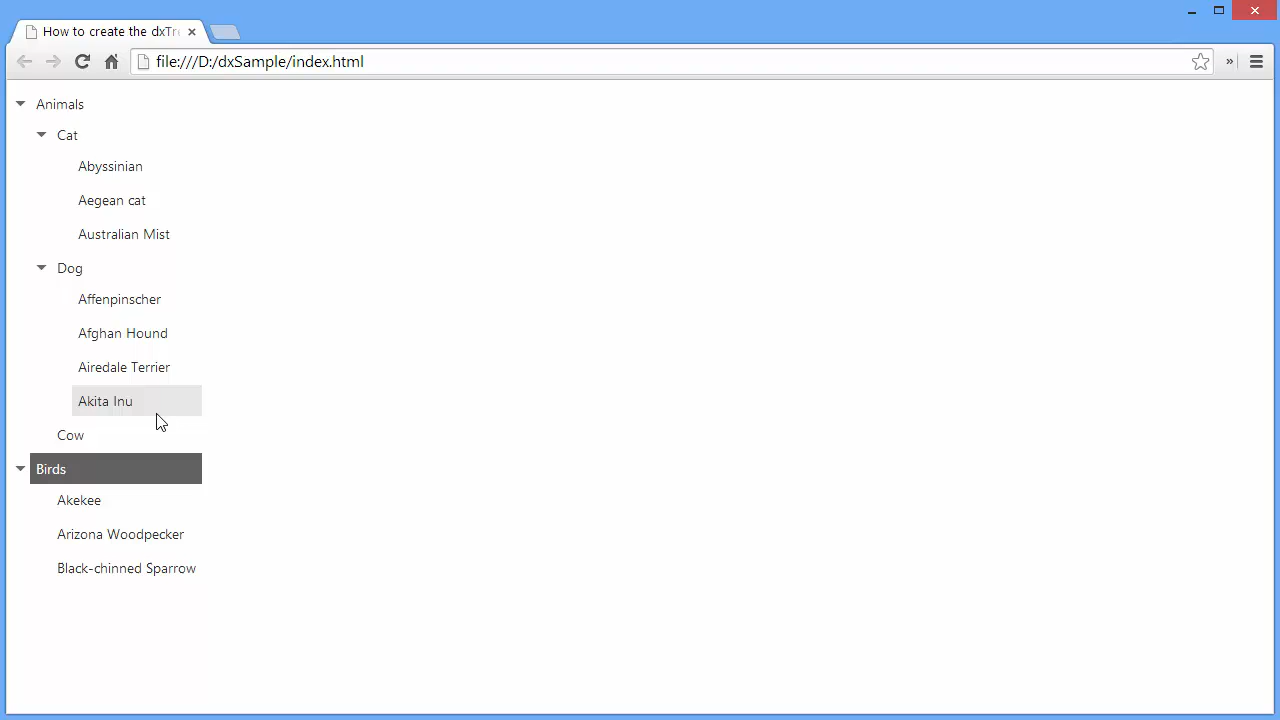 How to create the dxTr
file:///D:/dxSample/index.html
»
Animals
Cat
Abyssinian
Aegean cat
Australian Mist
Dog
Affenpinscher
Afghan Hound
Airedale Terrier
Akita Inu
Cow
Birds
Akekee
Arizona Woodpecker
Black-chinned Sparrow